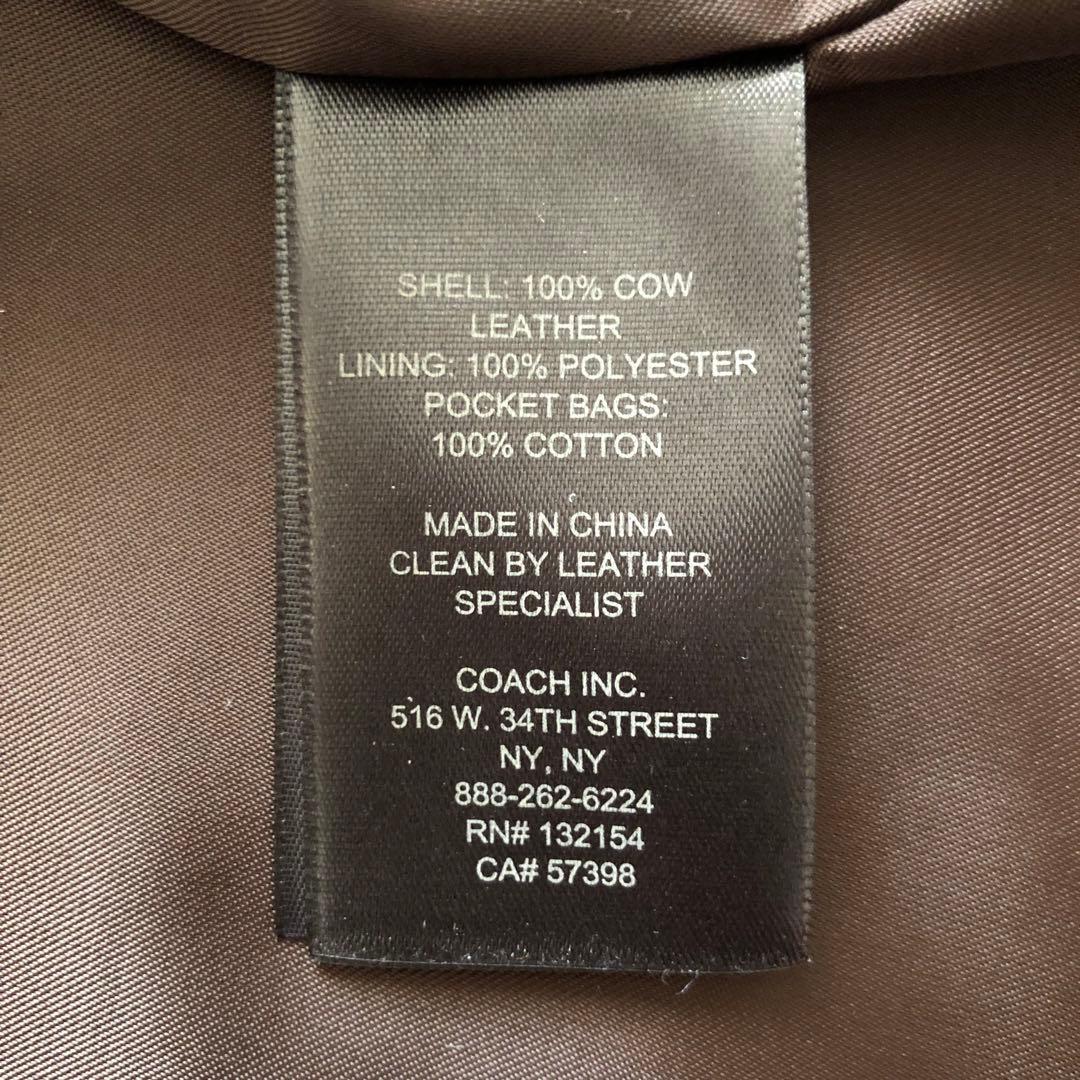 SHELL: 100% COW
LEATHER
LINING: 100% POLYESTER
POCKET BAGS:
100% COTTON
MADE IN CHINA
CLEAN BY LEATHER
SPECIALIST
COACH INC.
516 W. 34TH STREET
NY, NY
888-262-6224
RN# 132154
CA# 57398